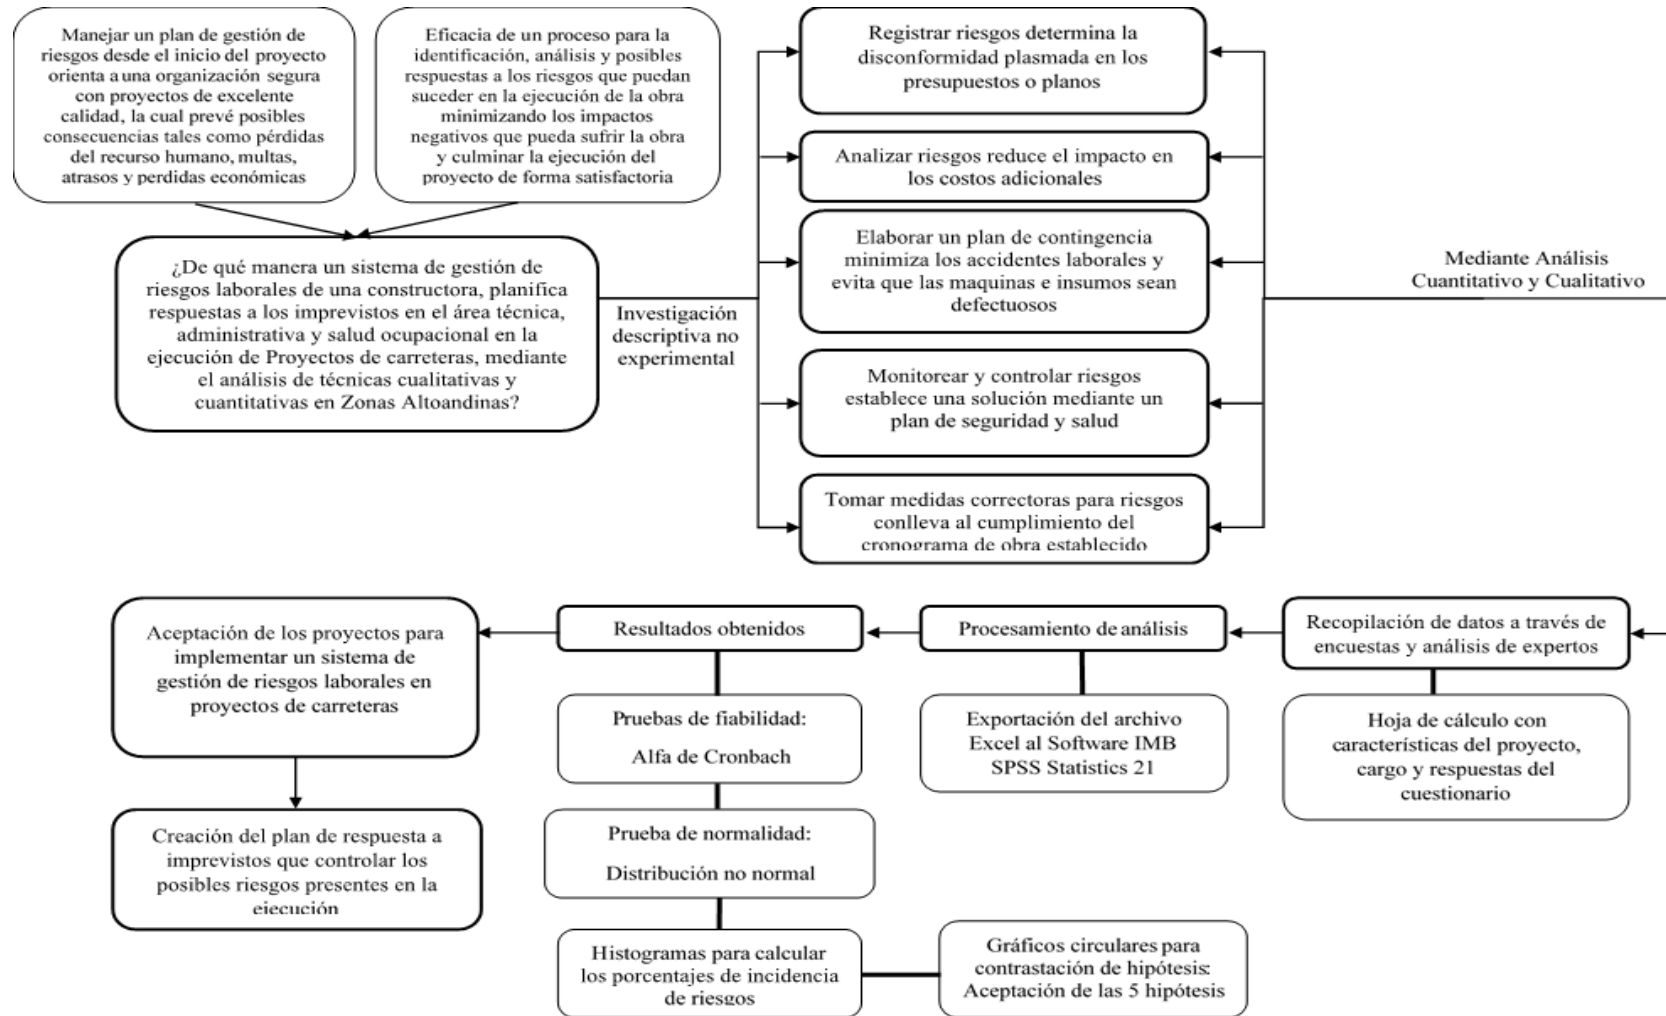 Manejar un plan de gestión de
riesgos desde el inicio del proyecto
orienta a una organización segura
con proyectos de excelente
calidad, la cual prevé posibles
consecuencias tales como pérdidas
del recurso humano, multas,
atrasos y perdidas económicas
Eficacia de un proceso para la
identificación, análisis y posibles
respuestas a los riesgos que puedan
suceder en la ejecución de la obra
minimizando los impactos
negativos que pueda sufrir la obra
y culminar la ejecución del
proyecto de forma satisfactoria
¿De qué manera un sistema de gestión de
riesgos laborales de una constructora, planifica
respuestas a los imprevistos en el área técnica,
administrativa y salud ocupacional en la
ejecución de Proyectos de carreteras, mediante
el análisis de técnicas cualitativas y
cuantitativas en Zonas Altoandinas?
Investigación
descriptiva no
experimental
Registrar riesgos determina la
disconformidad plasmada en los
presupuestos o planos
Analizar riesgos reduce el impacto en
los costos adicionales
Elaborar un plan de contingencia
minimiza los accidentes laborales y
evita que las maquinas e insumos sean
defectuosos
Monitorear y controlar riesgos
establece una solución mediante un
plan de seguridad y salud
Tomar medidas correctoras para riesgos
conlleva al cumplimiento del
cronograma de obra establecido
Mediante Análisis
Cuantitativo y Cualitativo
Recopilación de datos a través de
encuestas y análisis de expertos
Hoja de cálculo con
características del proyecto,
cargo y respuestas del
cuestionario
Procesamiento de análisis
Exportación del archivo
Excel al Software IMB
SPSS Statistics 21
Resultados obtenidos
Pruebas de fiabilidad:
Alfa de Cronbach
Prueba de normalidad:
Distribución no normal
Histogramas para calcular
los porcentajes de incidencia
de riesgos
Gráficos circulares para
contrastación de hipótesis:
Aceptación de las 5 hipótesis
Aceptación de los proyectos para
implementar un sistema de
gestión de riesgos laborales en
proyectos de carreteras
Creación del plan de respuesta a
imprevistos que controlar los
posibles riesgos presentes en la
ejecución